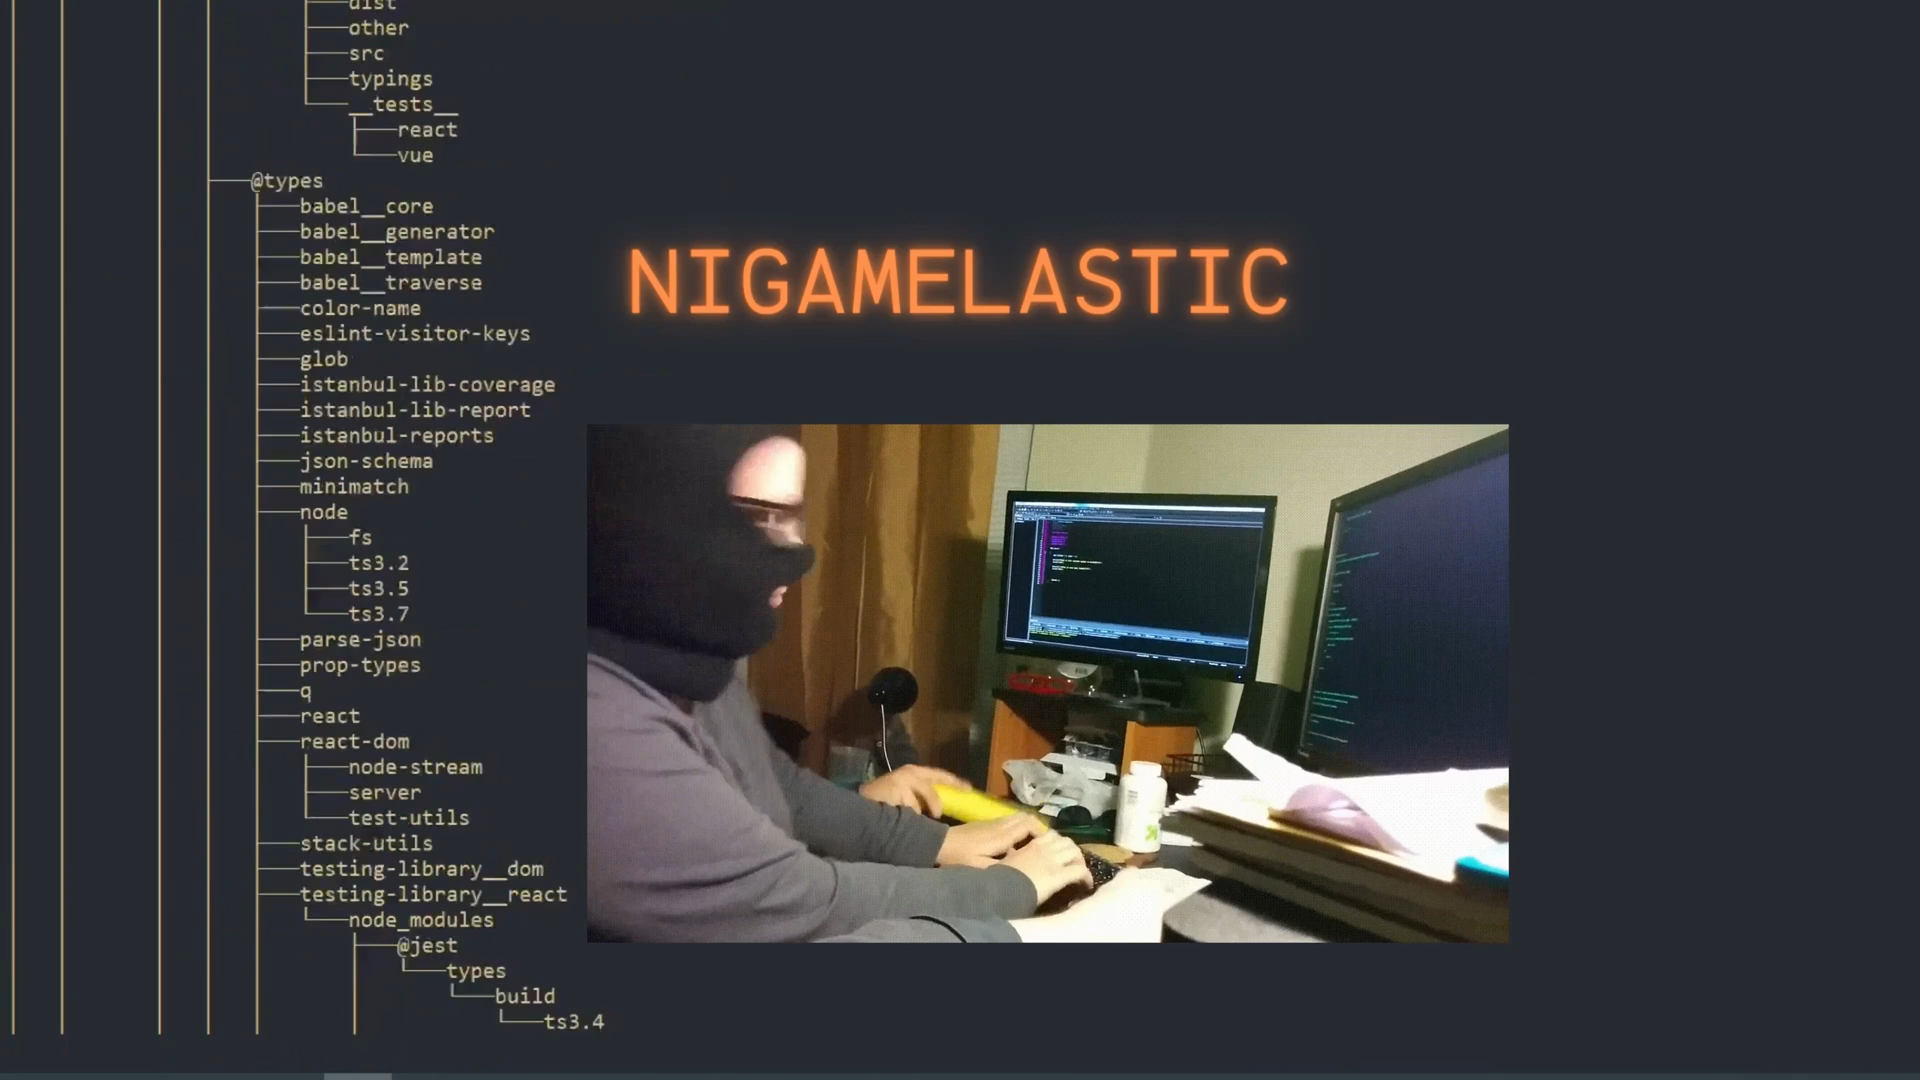 dist
other
src
typings
__tests__
react
vue
@types
babel__core
babel__generator
babel__template
babel__traverse
color-name
eslint-visitor-keys
glob
istanbul-lib-coverage
istanbul-lib-report
istanbul-reports
json-schema
minimatch
node
fs
ts3.2
ts3.5
ts3.7
parse-json
prop-types
q
react
react-dom
node-stream
server
test-utils
stack-utils
testing-library__dom
testing-library__react
node_modules
@jest
types
build
ts3.4
NIGAMELASTIC